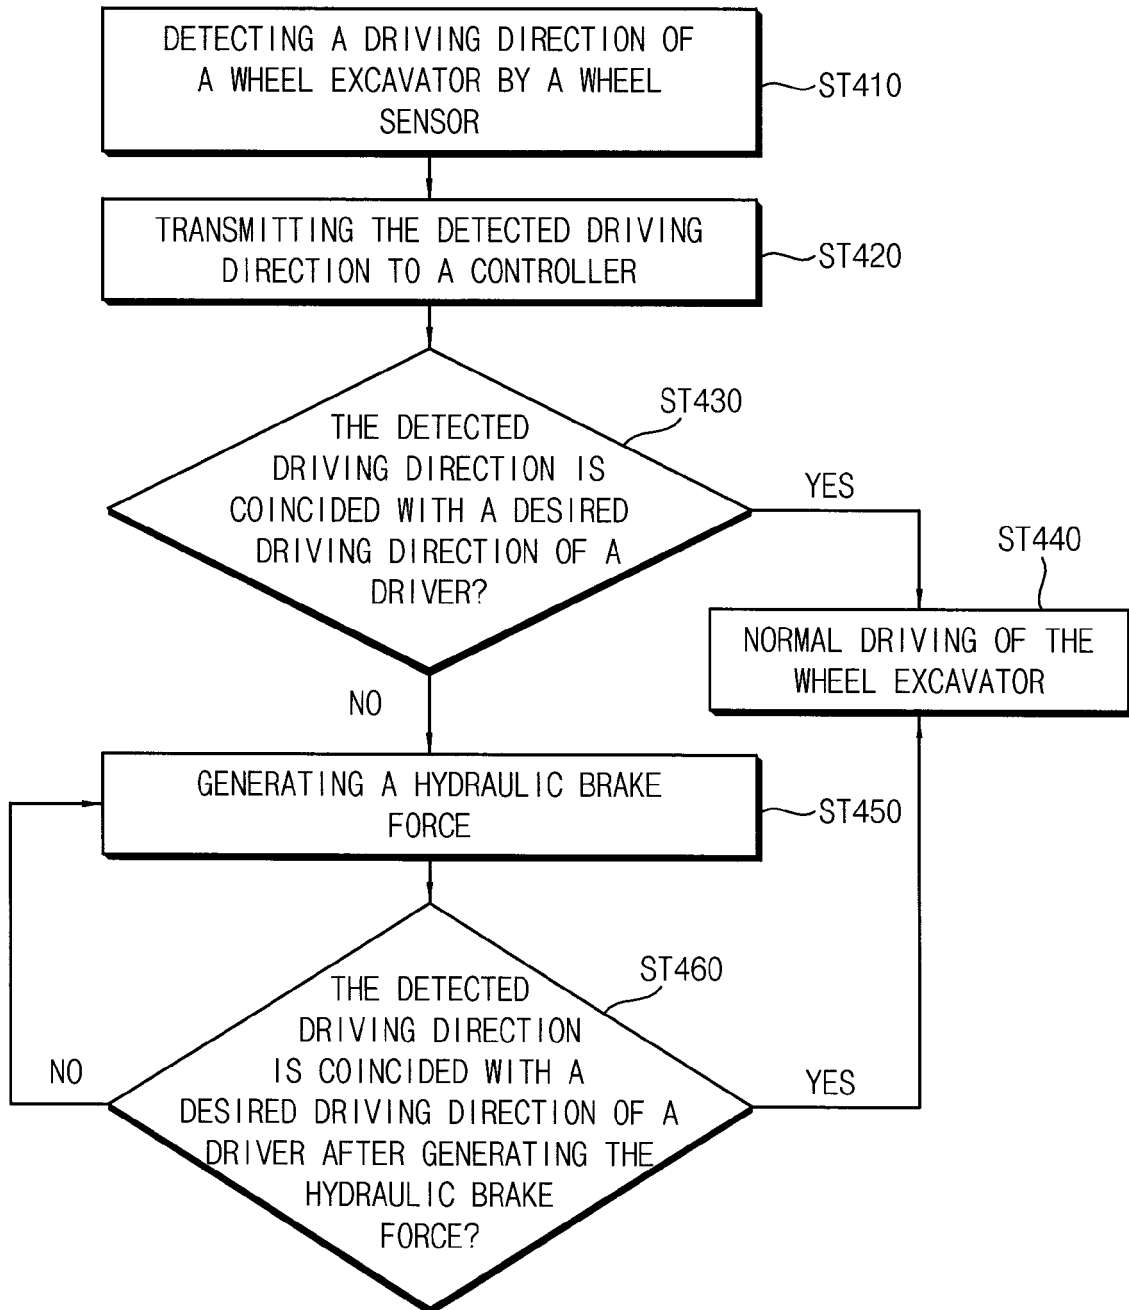 DETECTING A DRIVING DIRECTION OF
A WHEEL EXCAVATOR BY A WHEEL
SENSOR
ST410
TRANSMITTING THE DETECTED DRIVING
DIRECTION TO A CONTROLLER
ST420
THE DETECTED
DRIVING DIRECTION IS
COINCIDED WITH A DESIRED
DRIVING DIRECTION OF A
DRIVER?
ST430
YES
ST440
NORMAL DRIVING OF THE
WHEEL EXCAVATOR
NO
GENERATING A HYDRAULIC BRAKE
FORCE
ST450
THE DETECTED
DRIVING DIRECTION
IS COINCIDED WITH A
DESIRED DRIVING DIRECTION OF A
DRIVER AFTER GENERATING THE
HYDRAULIC BRAKE
FORCE?
ST460
NO
YES